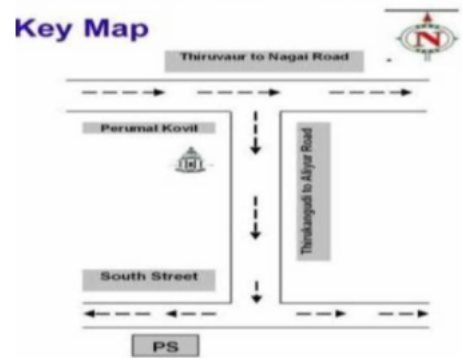 Key Map
N
Thiruvaur to Nagai Road
Perumal Kovil
Thirukangudi to Aliyur Road
South Street
PS